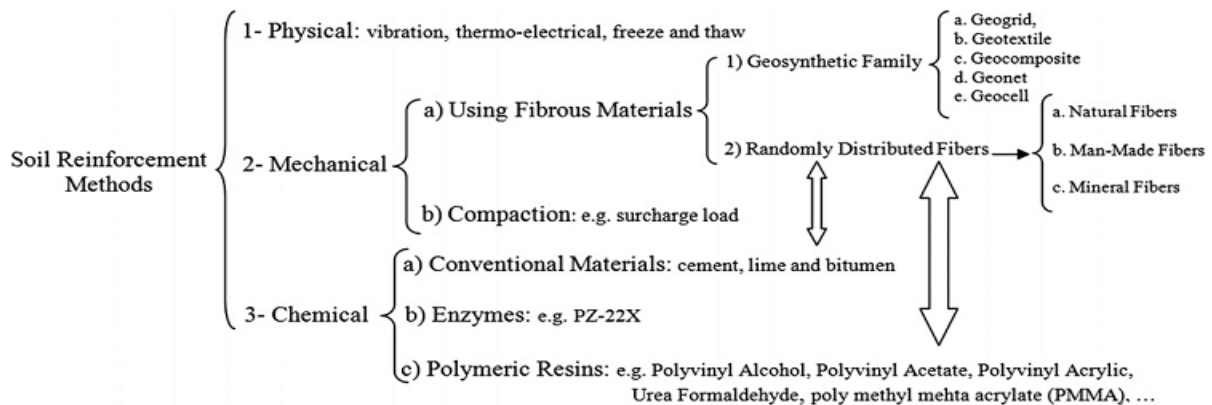 Soil Reinforcement
Methods
1- Physical: vibration, thermo-electrical, freeze and thaw
2- Mechanical
a) Using Fibrous Materials
1) Geosynthetic Family
a. Geogrid,
b. Geotextile
c. Geocomposite
d. Geonet
e. Geocell
2) Randomly Distributed Fibers
a. Natural Fibers
b. Man-Made Fibers
c. Mineral Fibers
b) Compaction: e.g. surcharge load
3- Chemical
a) Conventional Materials: cement, lime and bitumen
b) Enzymes: e.g. PZ-22X
c) Polymeric Resins: e.g. Polyvinyl Alcohol, Polyvinyl Acetate, Polyvinyl Acrylic,
Urea Formaldehyde, poly methyl mehta acrylate (PMMA), ...